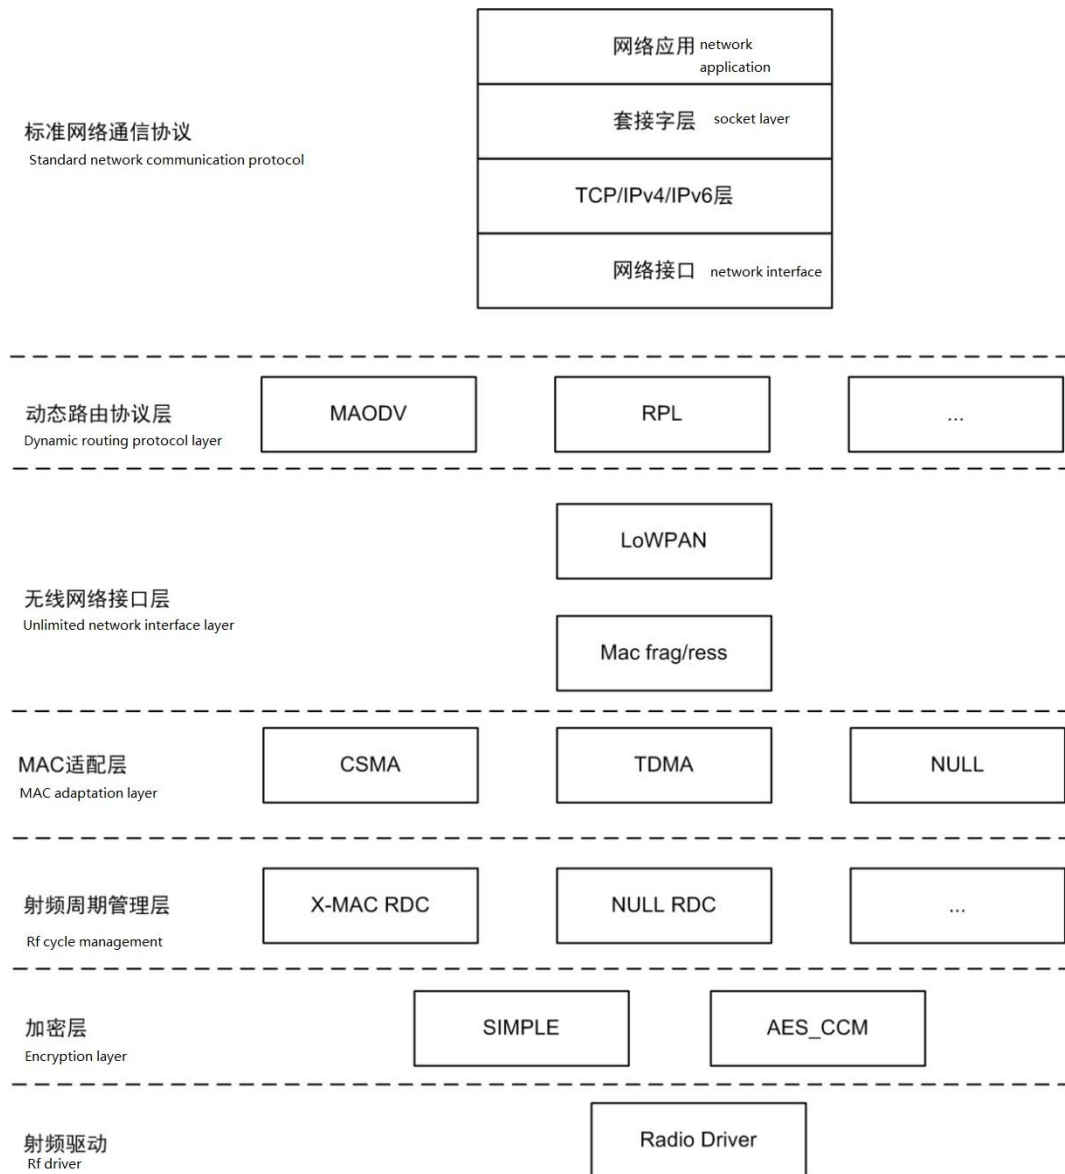 网络应用 network
application
套接字层 socket layer
标准网络通信协议
Standard network communication protocol
TCP/IPv4/IPv6层
网络接口 network interface
动态路由协议层
Dynamic routing protocol layer
MAODV
RPL
...
LoWPAN
无线网络接口层
Unlimited network interface layer
Mac frag/ress
MAC适配层
MAC adaptation layer
CSMA
TDMA
NULL
射频周期管理层
Rf cycle management
X-MAC RDC
NULL RDC
...
加密层
Encryption layer
SIMPLE
AES_CCM
射频驱动
Rf driver
Radio Driver